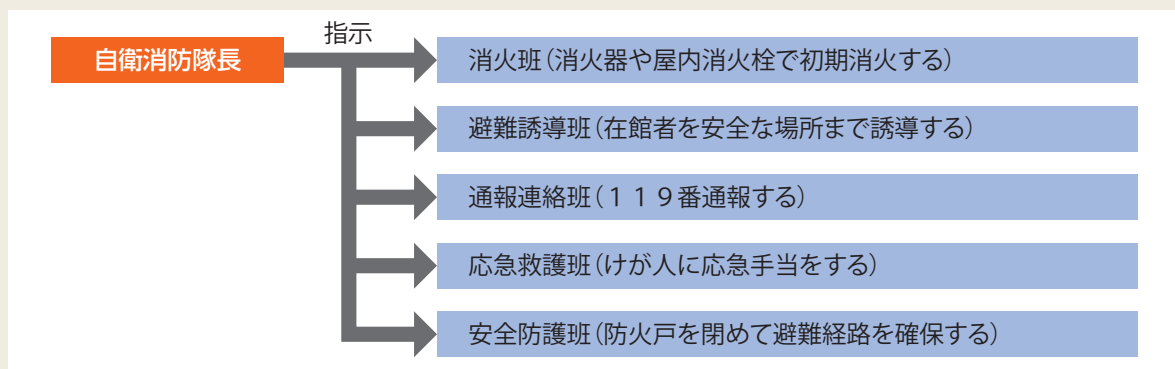 指示
自衛消防隊長
消火班（消火器や屋内消火栓で初期消火する）
避難誘導班（在館者を安全な場所まで誘導する）
通報連絡班（１１９番通報する）
応急救護班（けが人に応急手当をする）
安全防護班（防火戸を閉めて避難経路を確保する）